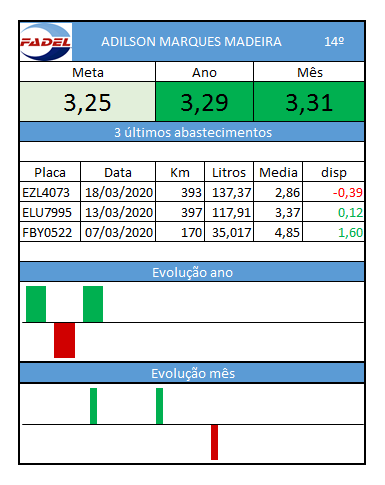 FADEL ADILSON MARQUES MADEIRA 14º
Meta Ano Mês
3,25 3,29 3,31
3 últimos abastecimentos
Placa Data Km Litros Media disp
EZL4073 18/03/2020 393 137,37 2,86 -0,39
ELU7995 13/03/2020 397 117,91 3,37 0,12
FBY0522 07/03/2020 170 35,017 4,85 1,60
Evolução ano
Evolução mês